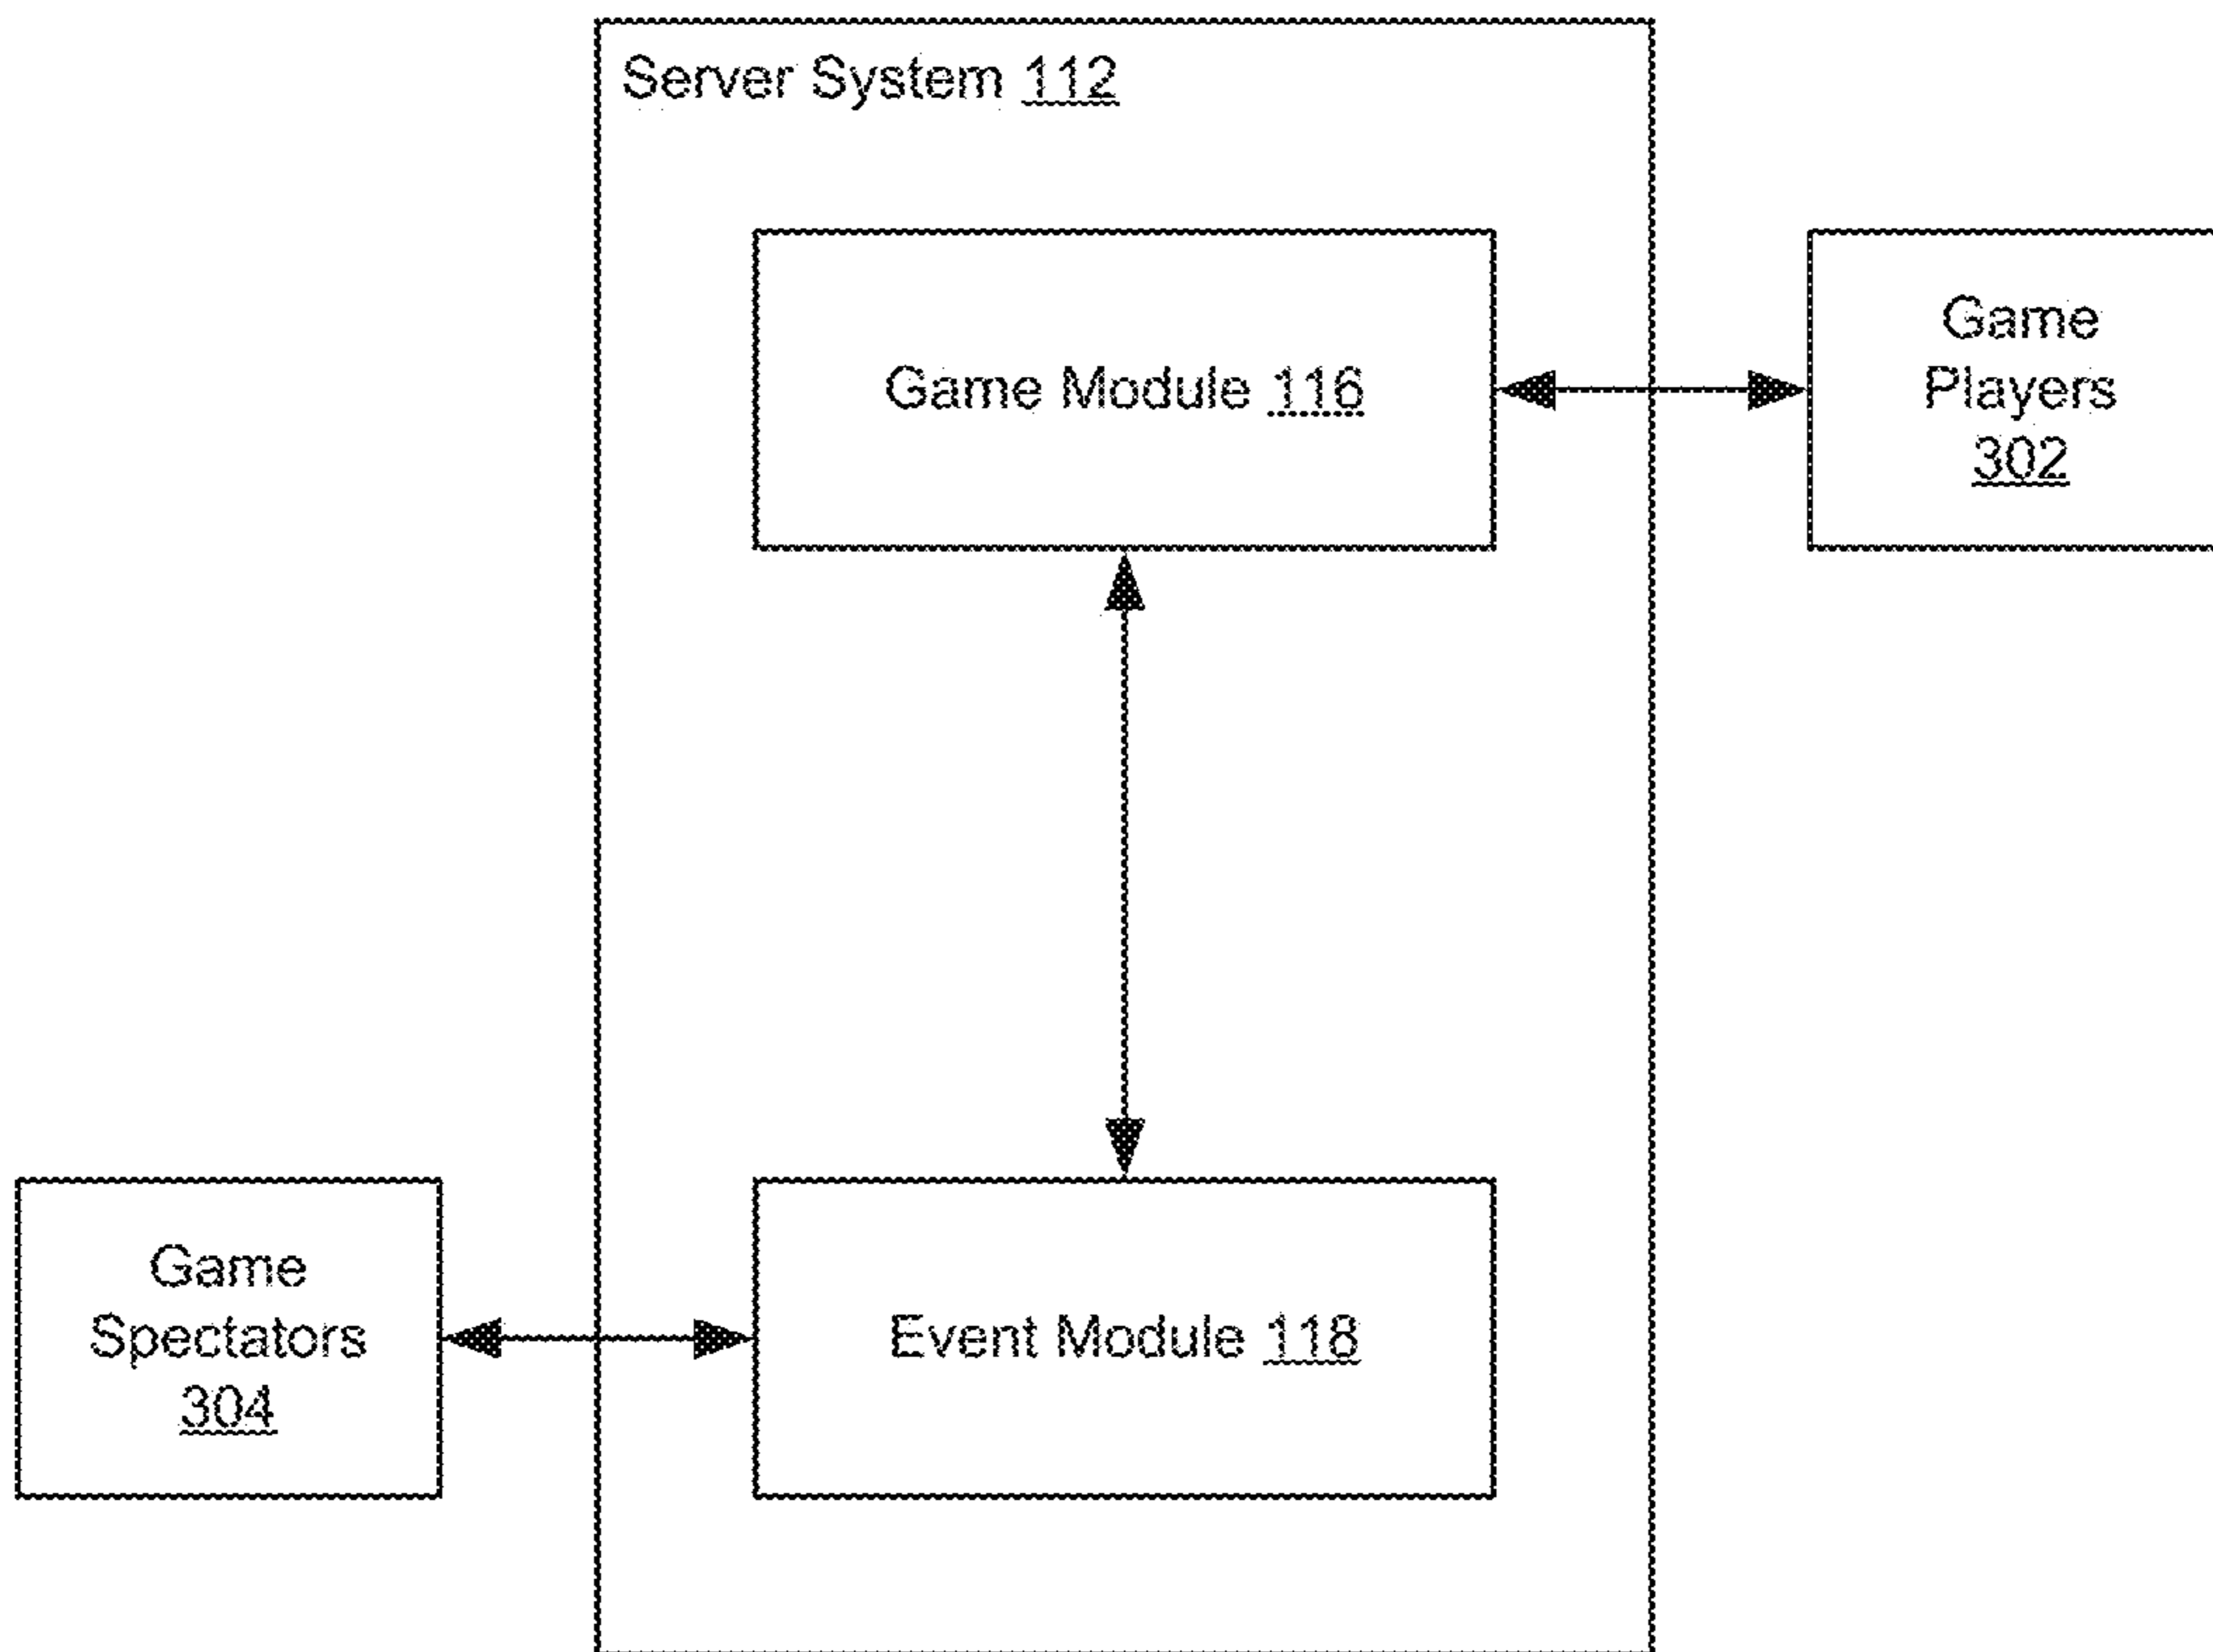 Server System 112
Game Module 116
Game
Players
302
Game
Spectators
304
Event Module 118